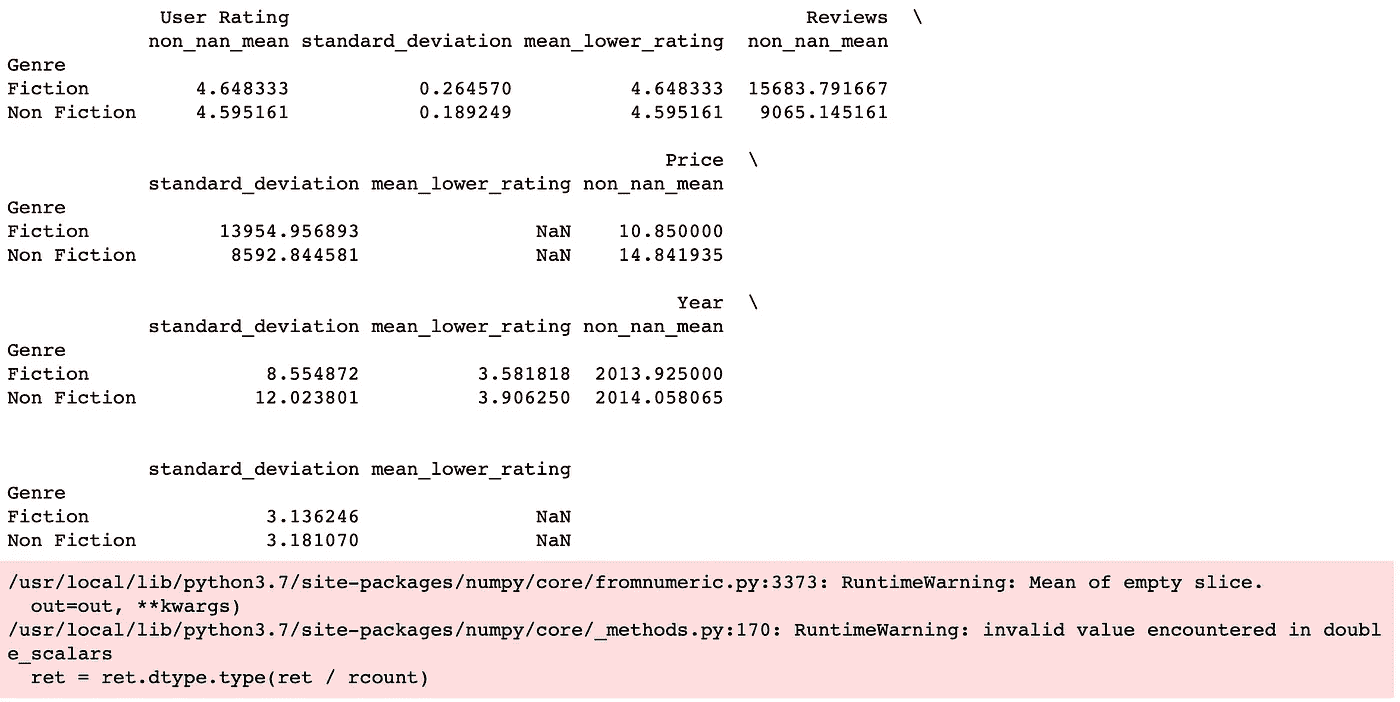 User Rating Reviews \
non_nan_mean standard_deviation mean_lower_rating non_nan_mean
Genre
Fiction 4.648333 0.264570 4.648333 15683.791667
Non Fiction 4.595161 0.189249 4.595161 9065.145161
Price \
standard_deviation mean_lower_rating non_nan_mean
Genre
Fiction 13954.956893 NaN 10.850000
Non Fiction 8592.844581 NaN 14.841935
Year \
standard_deviation mean_lower_rating non_nan_mean
Genre
Fiction 8.554872 3.581818 2013.925000
Non Fiction 12.023801 3.906250 2014.058065
standard_deviation mean_lower_rating
Genre
Fiction 3.136246 NaN
Non Fiction 3.181070 NaN
/usr/local/lib/python3.7/site-packages/numpy/core/fromnumeric.py:3373: RuntimeWarning: Mean of empty slice.
out=out, **kwargs)
/usr/local/lib/python3.7/site-packages/numpy/core/_methods.py:170: RuntimeWarning: invalid value encountered in doubl
e_scalars
ret = ret.dtype.type(ret / rcount)